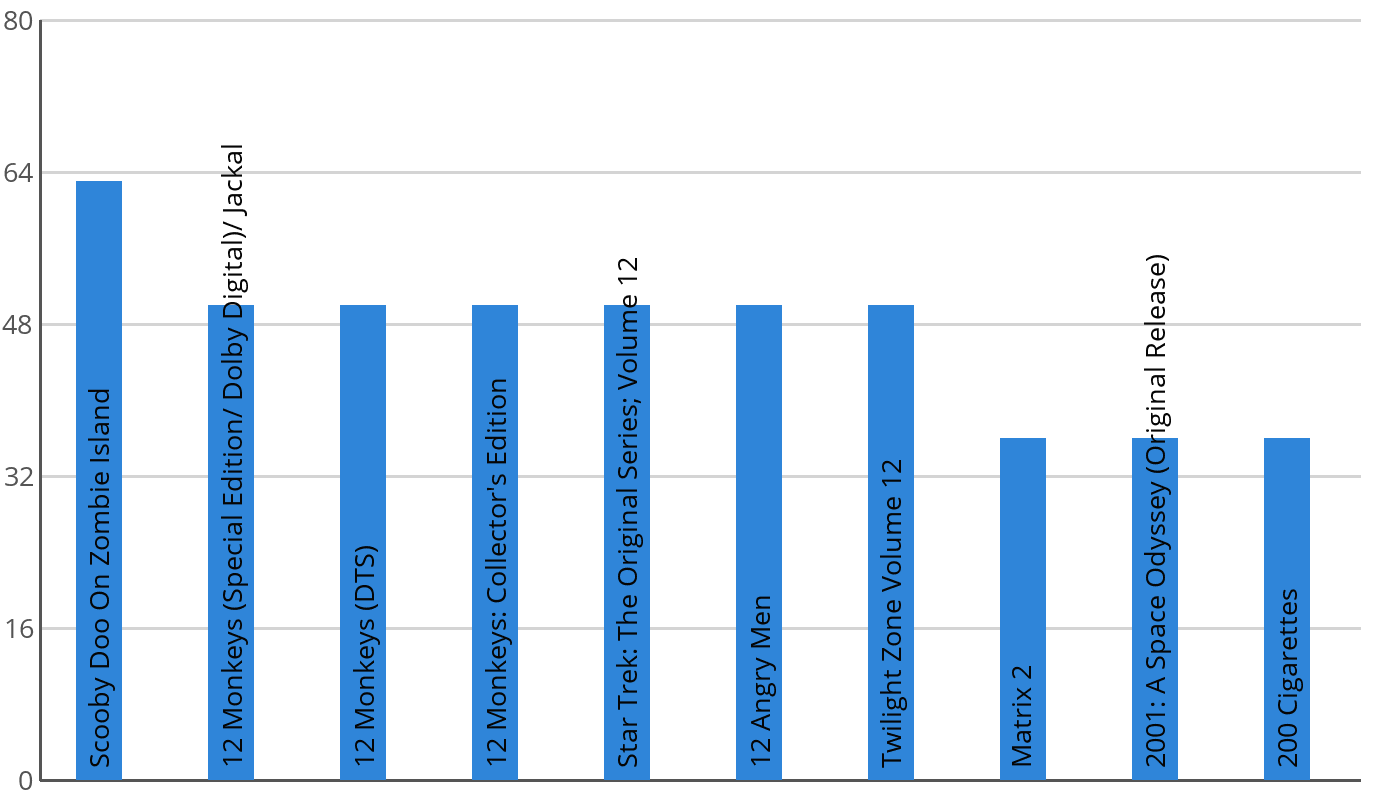 80
64
48
32
16
0
Scooby Doo On Zombie Island
12 Monkeys (Special Edition/ Dolby Digital)/ Jackal
12 Monkeys (DTS)
12 Monkeys: Collector's Edition
Star Trek: The Original Series; Volume 12
12 Angry Men
Twilight Zone Volume 12
Matrix 2
2001: A Space Odyssey (Original Release)
200 Cigarettes